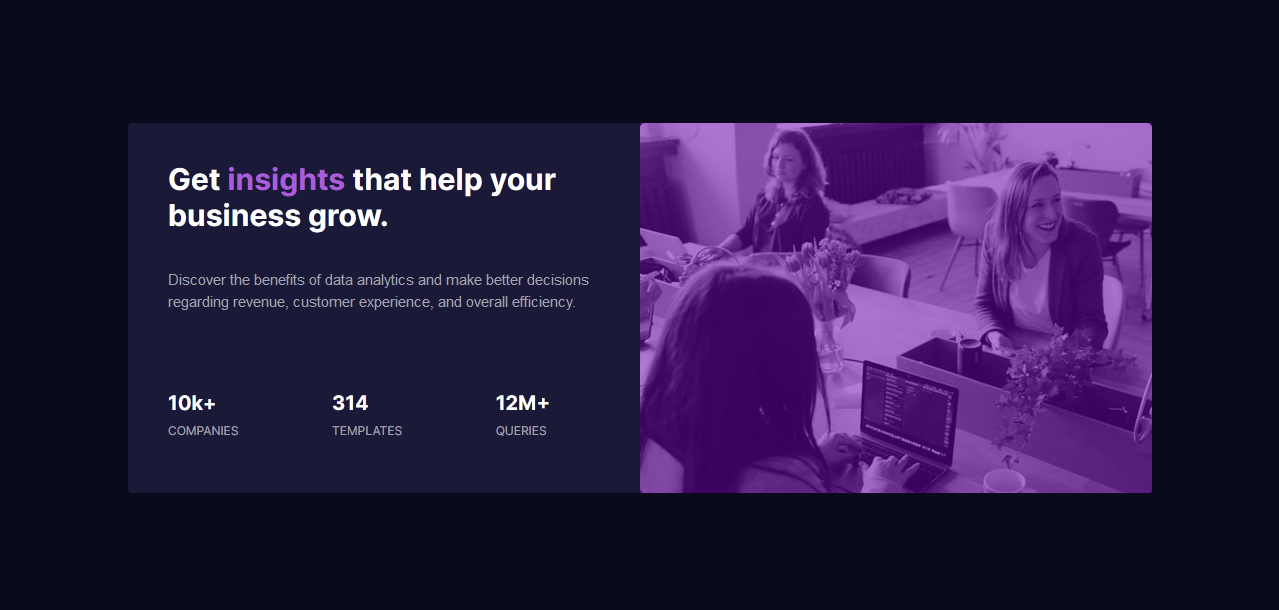 Get insights that help your
business grow.
Discover the benefits of data analytics and make better decisions
regarding revenue, customer experience, and overall efficiency.
10k+ 314 12M+
COMPANIES TEMPLATES QUERIES